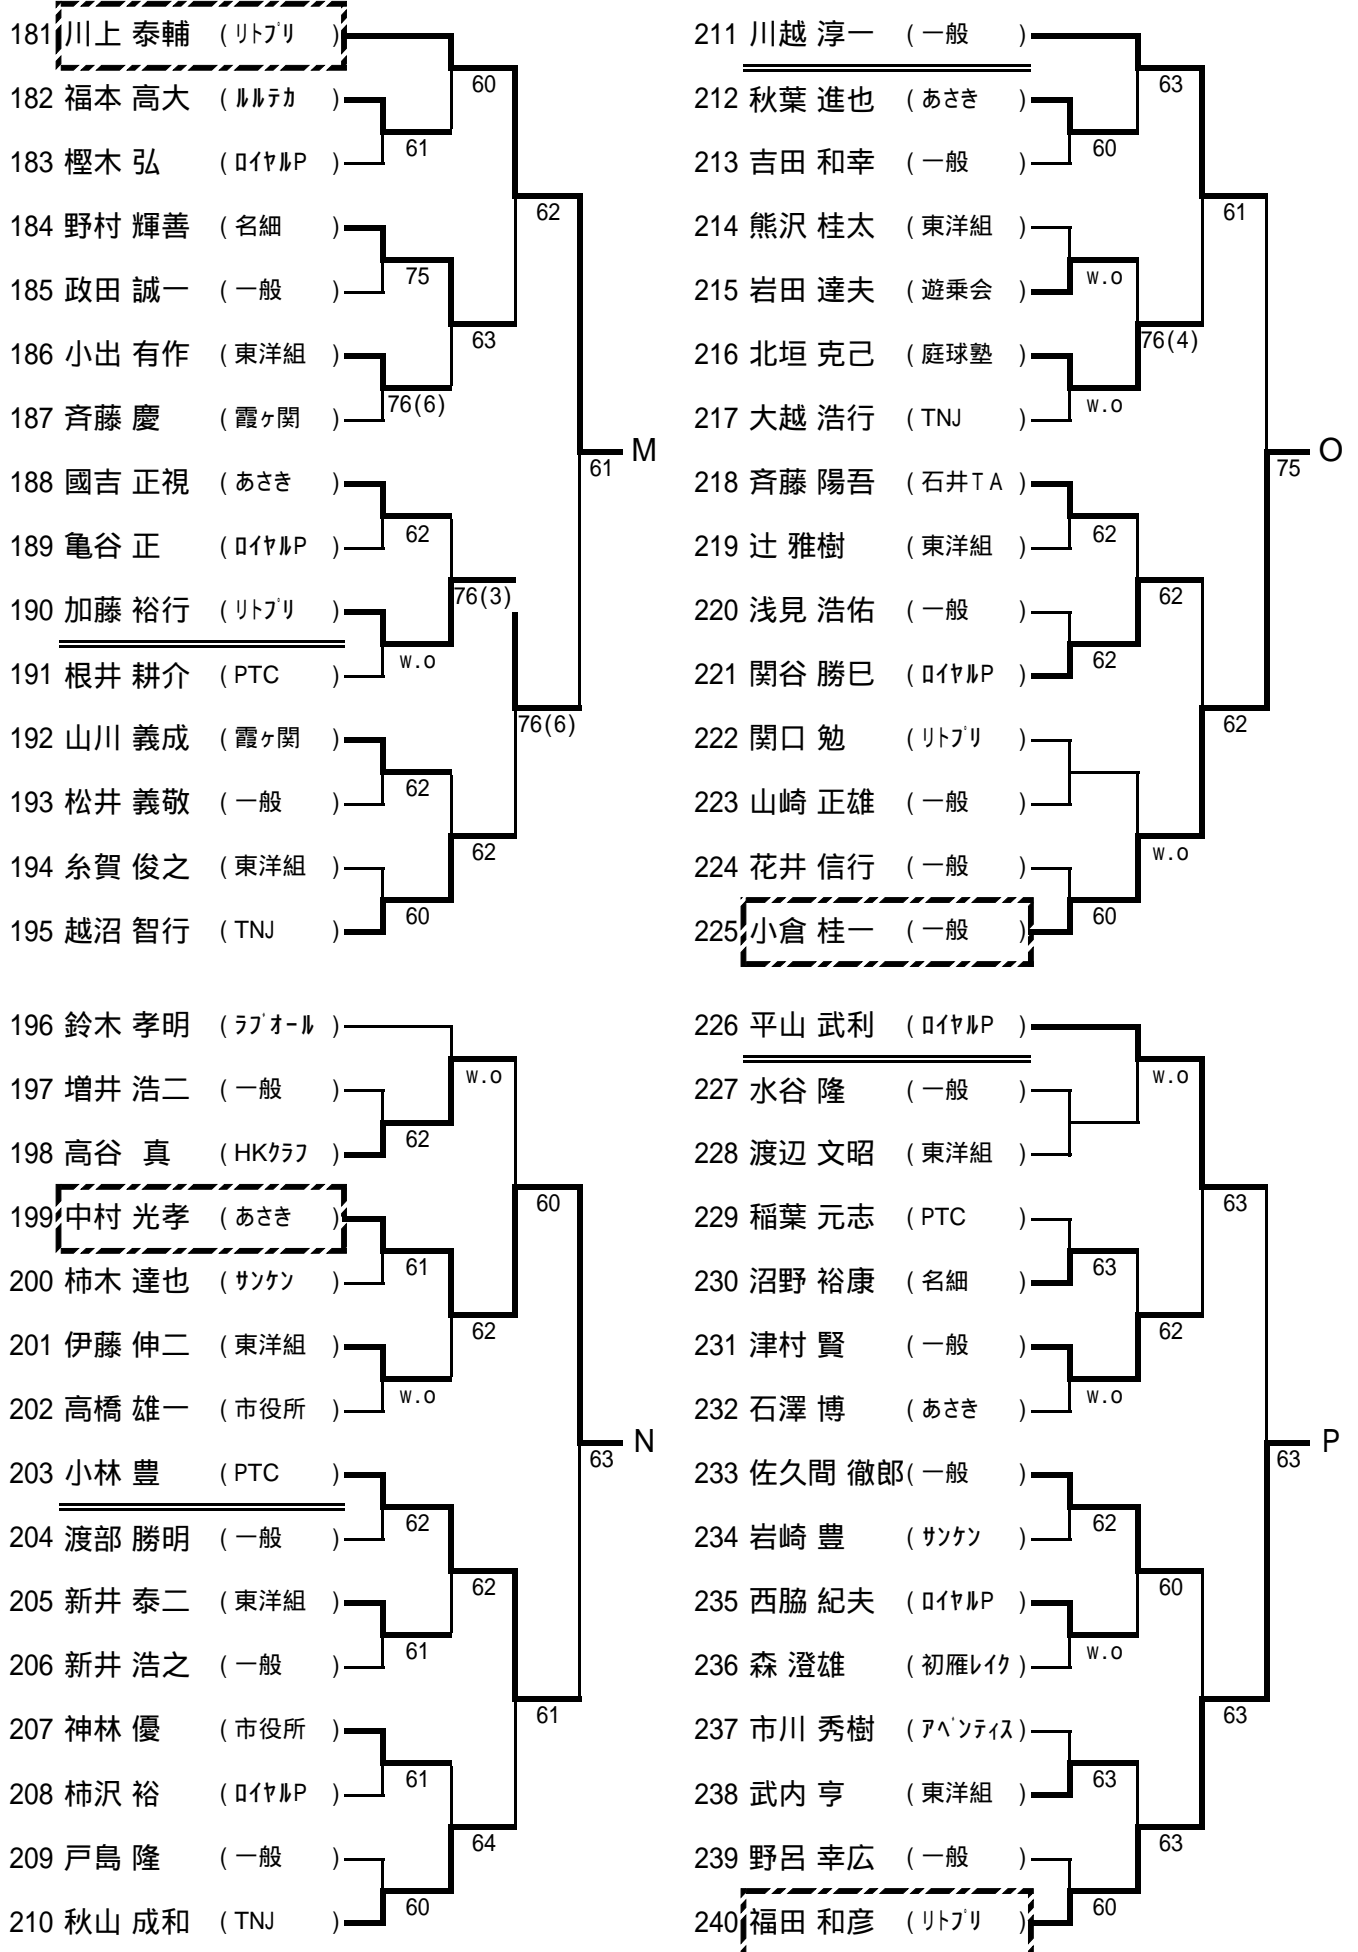 181 川上 泰輔 （ﾘﾄﾌﾟﾘ ）
60
182 福本 高大 （ﾙﾙﾃｶ ）
61
183 樫木 弘 （ﾛｲﾔﾙP ）
62
184 野村 輝善 （名細 ）
75
185 政田 誠一 （一般 ）
63
186 小出 有作 （東洋組 ）
76(6)
187 斉藤 慶 （霞ヶ関 ）
61 M
188 國吉 正視 （あさき ）
62
189 亀谷 正 （ﾛｲﾔﾙP ）
76(3)
190 加藤 裕行 （ﾘﾄﾌﾟﾘ ）
w.o
191 根井 耕介 （PTC ）
76(6)
192 山川 義成 （霞ヶ関 ）
62
193 松井 義敬 （一般 ）
62
194 糸賀 俊之 （東洋組 ）
60
195 越沼 智行 （TNJ ）
196 鈴木 孝明 （ﾗﾌﾞｵｰﾙ ）
w.o
197 増井 浩二 （一般 ）
62
198 高谷 真 （HKｸﾗﾌ ）
60
199 中村 光孝 （あさき ）
61
200 柿木 達也 （ｻﾝｹﾝ ）
62
201 伊藤 伸二 （東洋組 ）
w.o
202 高橋 雄一 （市役所 ）
63 N
203 小林 豊 （PTC ）
62
204 渡部 勝明 （一般 ）
62
205 新井 泰二 （東洋組 ）
61
206 新井 浩之 （一般 ）
61
207 神林 優 （市役所 ）
61
208 柿沢 裕 （ﾛｲﾔﾙP ）
64
209 戸島 隆 （一般 ）
60
210 秋山 成和 （TNJ ）
211 川越 淳一 （一般 ）
63
212 秋葉 進也 （あさき ）
60
213 吉田 和幸 （一般 ）
61
214 熊沢 桂太 （東洋組 ）
w.o
215 岩田 達夫 （遊乗会 ）
76(4)
216 北垣 克己 （庭球塾 ）
w.o
217 大越 浩行 （TNJ ）
75 O
218 斉藤 陽吾 （石井TA ）
62
219 辻 雅樹 （東洋組 ）
62
220 浅見 浩佑 （一般 ）
62
221 関谷 勝巳 （ﾛｲﾔﾙP ）
62
222 関口 勉 （ﾘﾄﾌﾟﾘ ）
223 山崎 正雄 （一般 ）
w.o
224 花井 信行 （一般 ）
60
225 小倉 桂一 （一般 ）
226 平山 武利 （ﾛｲﾔﾙP ）
w.o
227 水谷 隆 （一般 ）
228 渡辺 文昭 （東洋組 ）
63
229 稲葉 元志 （PTC ）
63
230 沼野 裕康 （名細 ）
62
231 津村 賢 （一般 ）
w.o
232 石澤 博 （あさき ）
63 P
233 佐久間 徹郎（一般 ）
62
234 岩崎 豊 （ｻﾝｹﾝ ）
60
235 西脇 紀夫 （ﾛｲﾔﾙP ）
w.o
236 森 澄雄 （初雁ﾚｲｸ ）
63
237 市川 秀樹 （ｱﾍﾞﾝﾃｨｽ ）
63
238 武内 亨 （東洋組 ）
63
239 野呂 幸広 （一般 ）
60
240 福田 和彦 （ﾘﾄﾌﾟﾘ ）